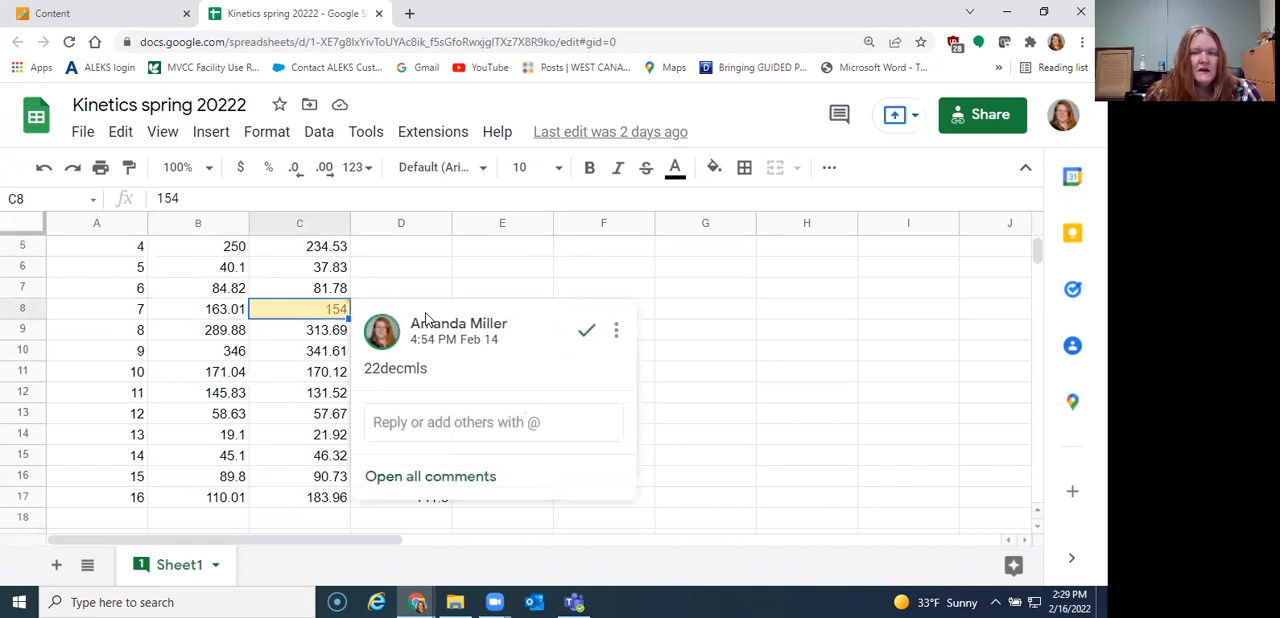 Content
Kinetics spring 20222 - Google S
docs.google.com/spreadsheets/d/1-XE7g8lxYivToUYAc8ik_f5sGfoRwxjglTXz7X8R9ko/edit#gid=0
28
Apps
ALEKS login
MVCC Facility Use R...
Contact ALEKS Cust...
Gmail
YouTube
Posts | WEST CANA...
Maps
Bringing GUIDED P...
Microsoft Word - T...
»
Reading list
Kinetics spring 20222
Share
File Edit View Insert Format Data Tools Extensions Help Last edit was 2 days ago
100% $ % .0 .00 123 Default (Ari... 10 B I S A
C8 fx 154
A B C D E F G H I J
5 4 250 234.53
6 5 40.1 37.83
7 6 84.82 81.78
8 7 163.01 154
9 8 289.88 313.69
10 9 346 341.61
11 10 171.04 170.12
12 11 145.83 131.52
13 12 58.63 57.67
14 13 19.1 21.92
15 14 45.1 46.32
16 15 89.8 90.73
17 16 110.01 183.96
18
Amanda Miller
4:54 PM Feb 14
22decmls
Reply or add others with @
Open all comments
31
1 Sheet1
Type here to search
33°F Sunny
2:29 PM
2/16/2022